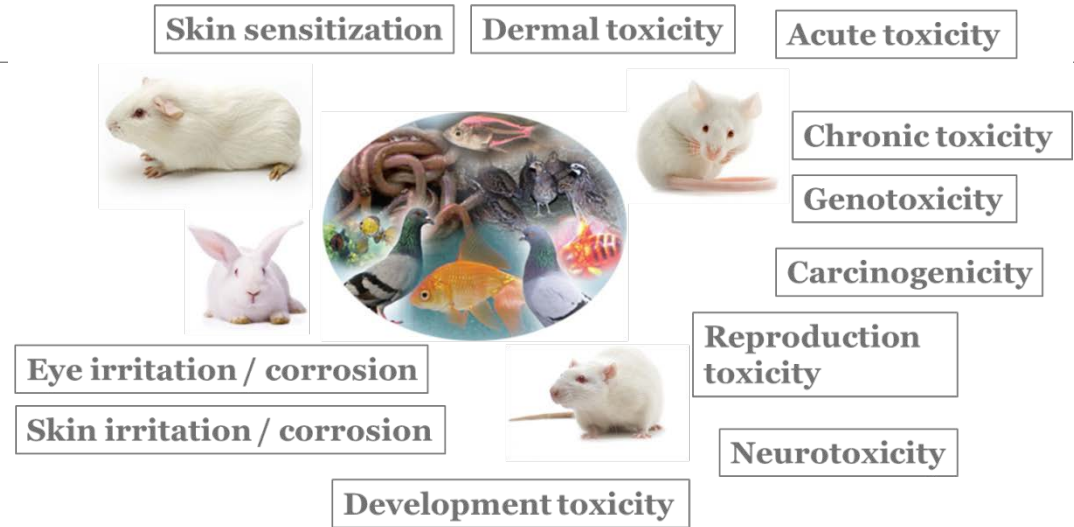 Skin sensitization
Dermal toxicity
Acute toxicity
Chronic toxicity
Genotoxicity
Carcinogenicity
Reproduction
toxicity
Eye irritation / corrosion
Skin irritation / corrosion
Neurotoxicity
Development toxicity